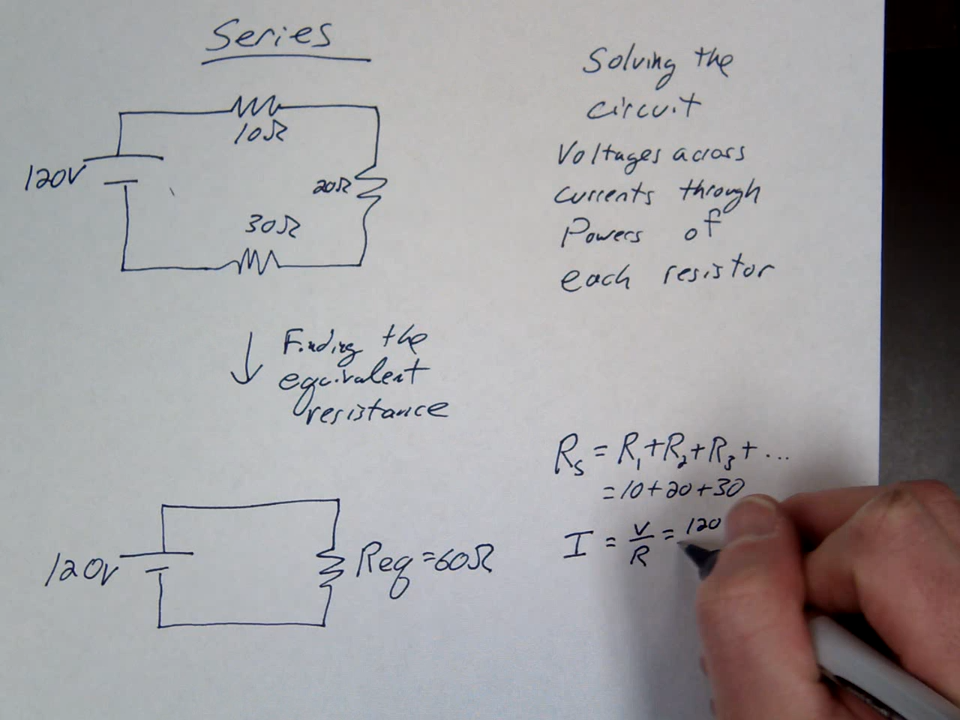 Series
10Ω
120V
20Ω
30Ω
Solving the
circuit
Voltages across
currents through
Powers of
each resistor
↓ Finding the
equivalent
resistance
120V
Req=60Ω
Rs = R1+R2+R3+...
=10+20+30
I = V/R = 120